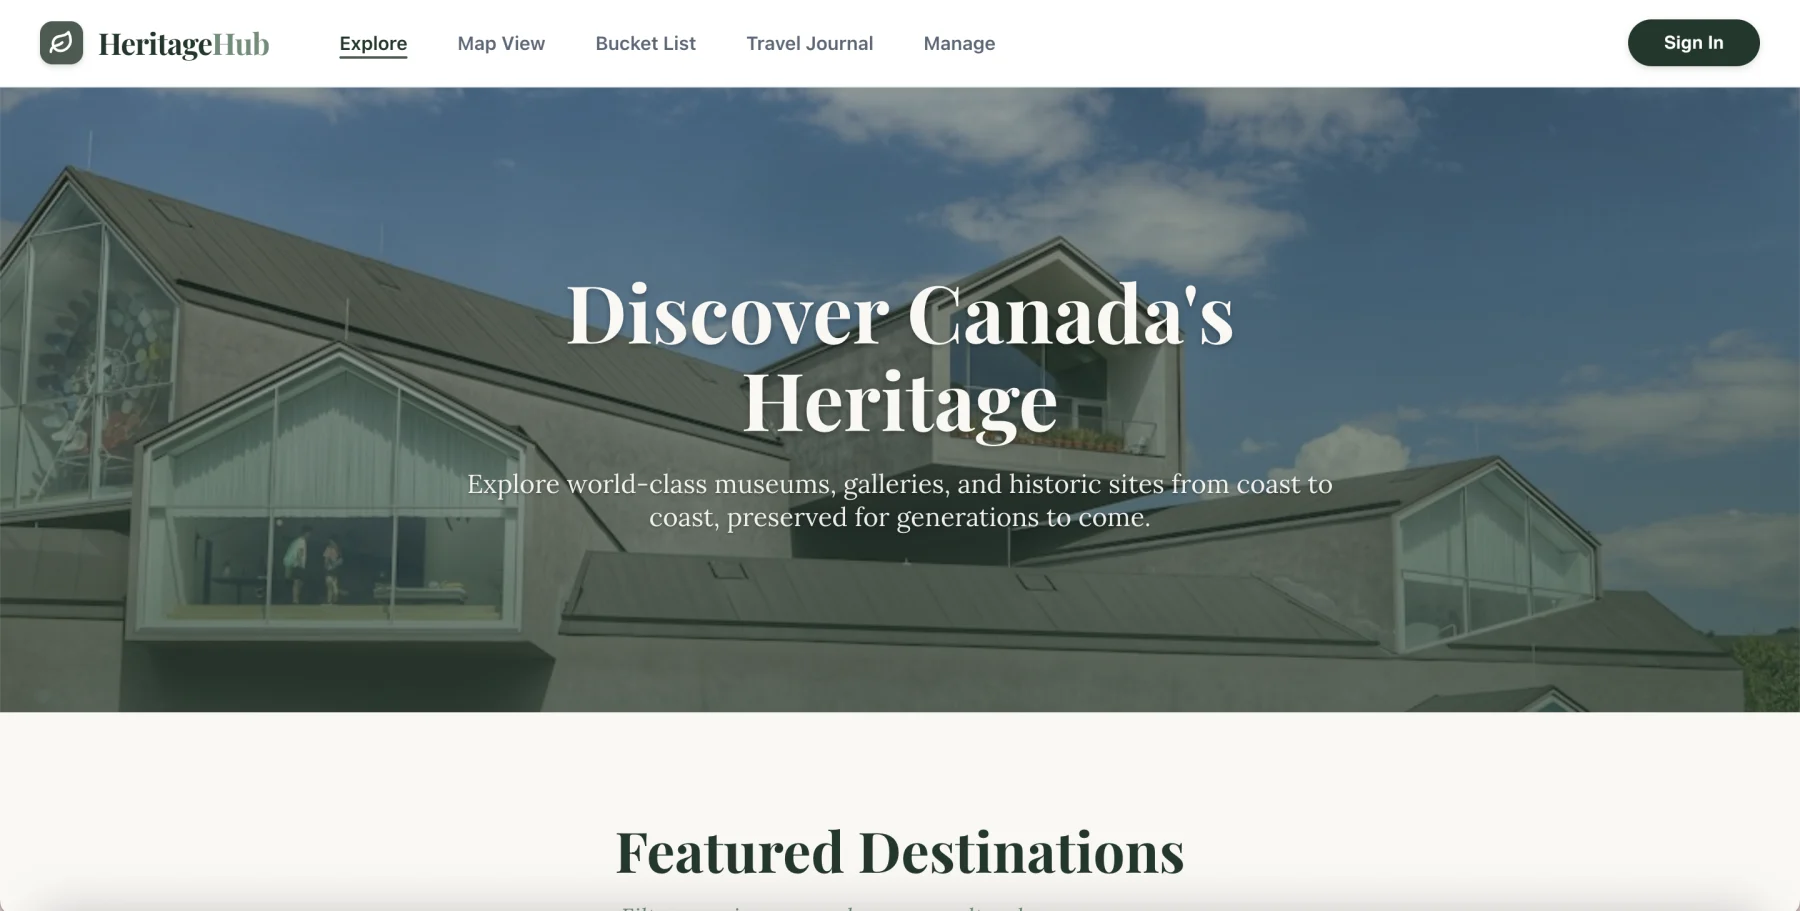 HeritageHub
Explore
Map View
Bucket List
Travel Journal
Manage
Sign In
Discover Canada's
Heritage
Explore world-class museums, galleries, and historic sites from coast to
coast, preserved for generations to come.
Featured Destinations